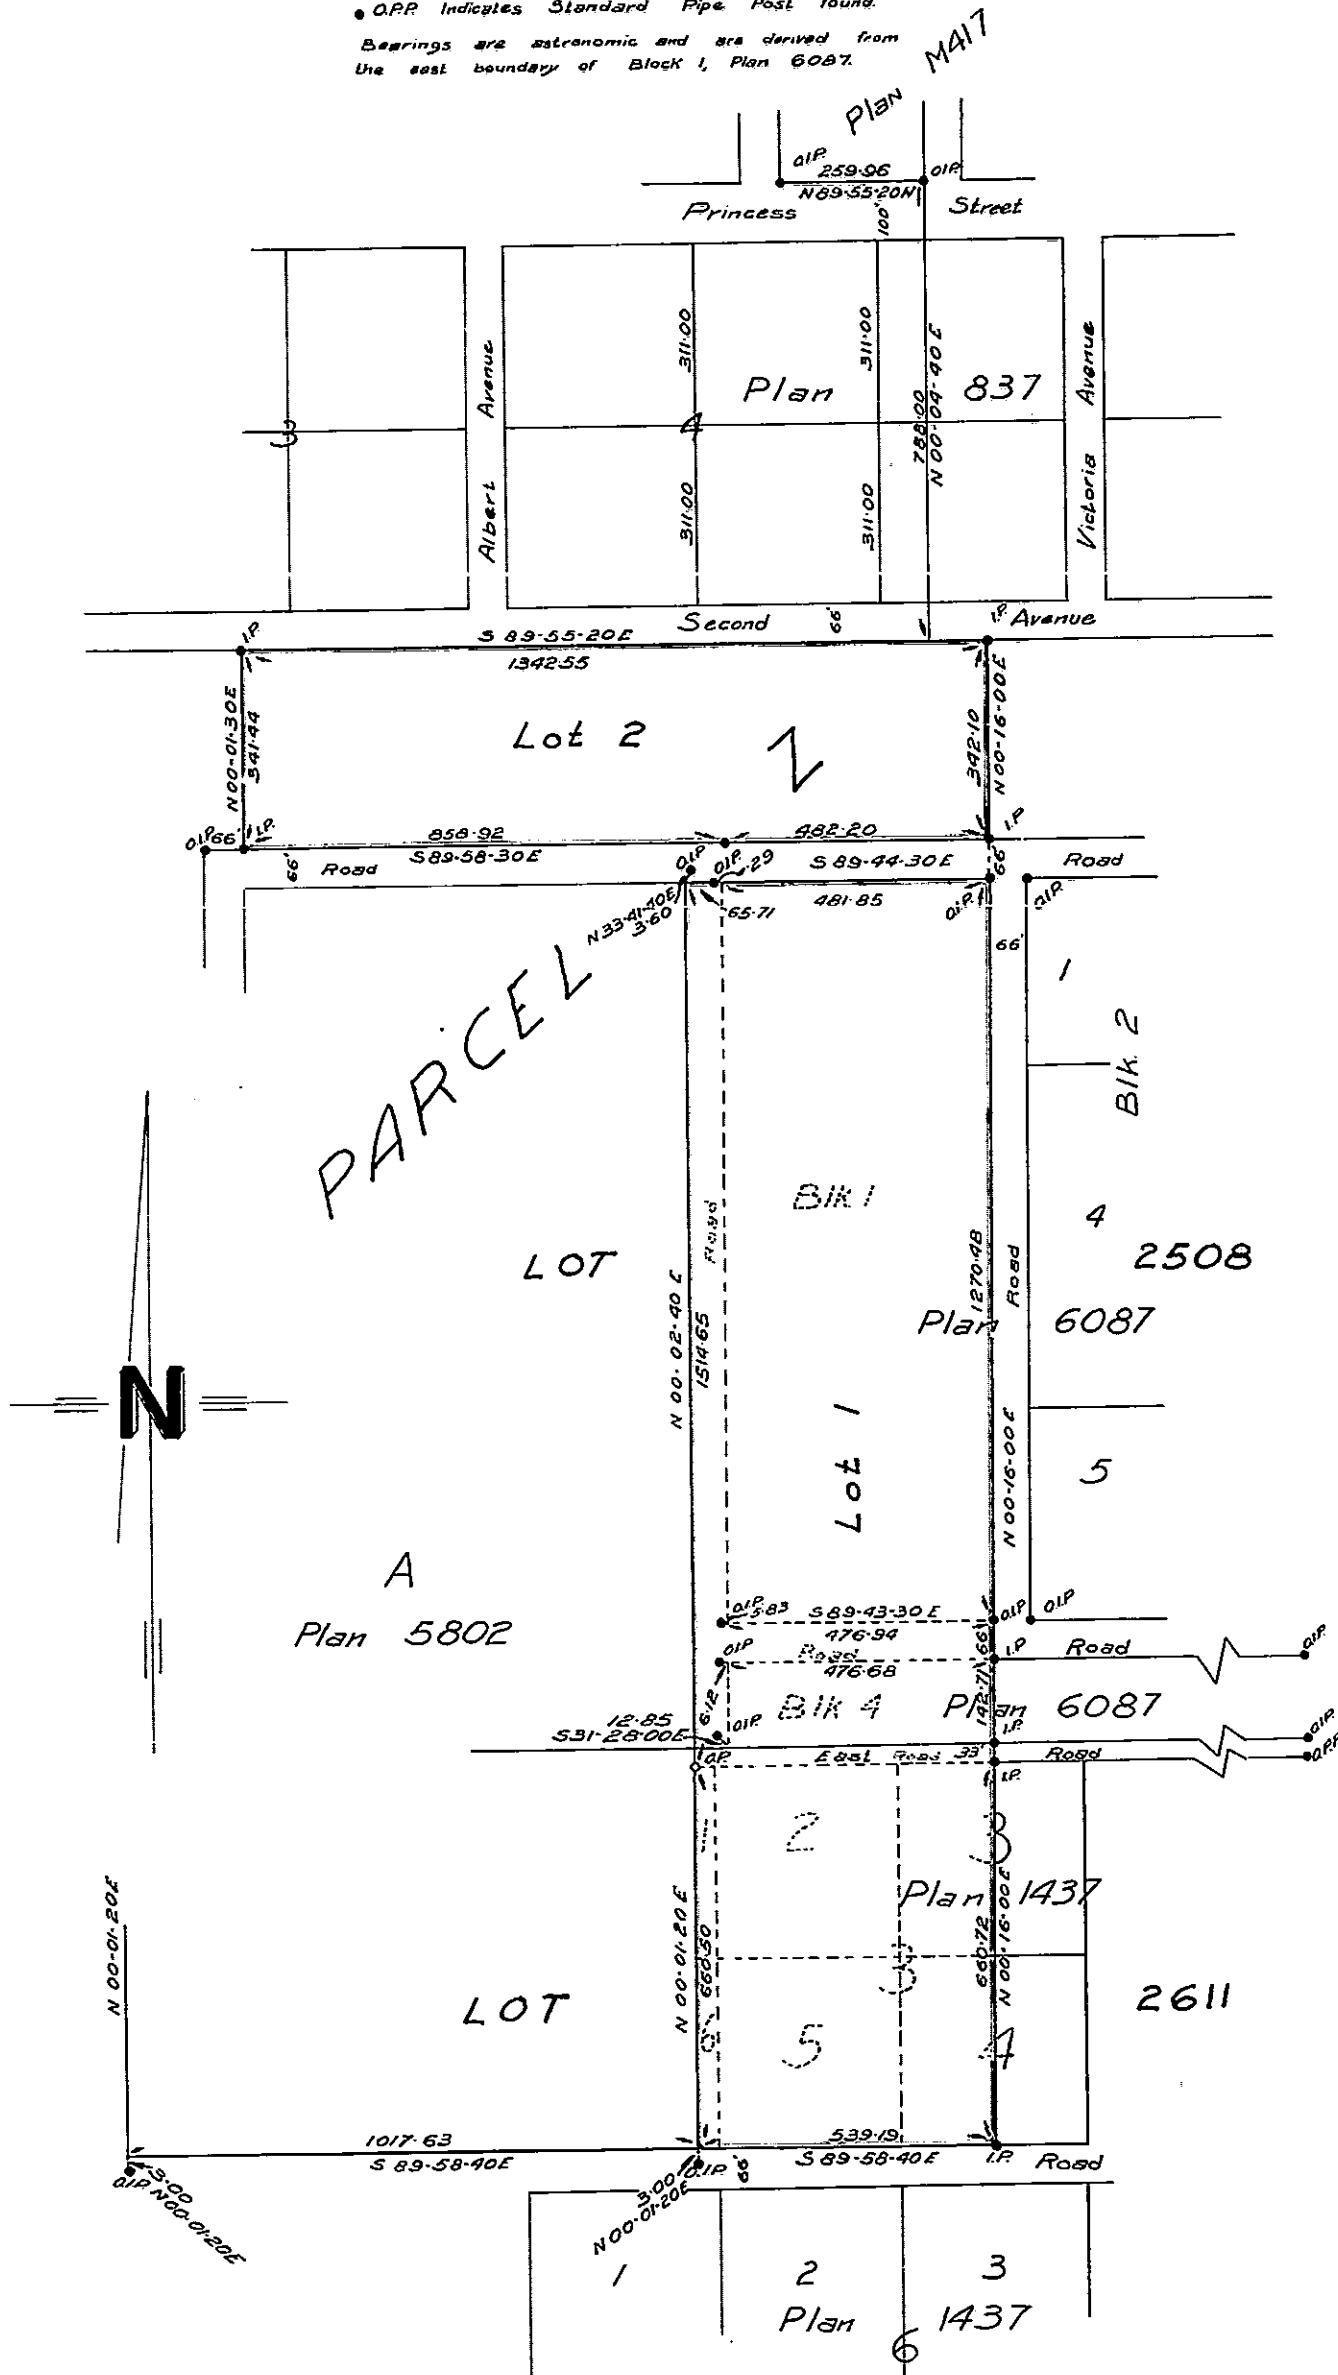 • O.P.P. Indicates Standard Pipe Post found.
Bearings are astronomic and are derived from
the east boundary of Block 1, Plan 6087.
Plan M417
O.I.P. 259·96 O.I.P.
N89-55-20W
Princess Street
100'
Albert Avenue
Victoria Avenue
3
4
311·00
311·00
311·00
311·00
Plan 837
788·00
N00-04-40E
Second Avenue
66'
I.P.
I.P.
S 89-55-20E
1342·55
N00-01-30E
341·44
Lot 2
Z
342·10
N00-16-00E
O.I.P. 66' I.P.
858·92
S89-58-30E
482·20
S89-44-30E
I.P.
66'
Road
Road
66'
O.I.P.
O.I.P. ·29
N33-41-40E
3·60
65·71
481·85
O.I.P.
O.I.P.
66'
PARCEL
1
Blk. 2
Blk 1
Road
LOT
4
2508
1270·48
Road
Plan 6087
N 00-02-40 E
1514·65
N
Lot 1
N00-16-00E
5
A
Plan 5802
O.I.P. 5·83
S89-43-30E
476·94
O.I.P. O.I.P.
66'
O.I.P.
Road
476·68
I.P. Road
O.I.P.
6·12
Blk 4
142·71
Plan 6087
12·85
S31-28-00E
O.I.P.
I.P.
O.I.P.
O.P.
East Road 33'
Road
O.P.P.
I.P.
1
2
3
Plan 1437
N 00-01-20E
N 00-01-20E
660·50
3
660·72
N 00-16-00E
LOT
2611
6
5
4
1017·63
S 89-58-40E
539·19
S 89-58-40E
I.P. Road
3·00
O.I.P. N00-01-20E
O.I.P.
66'
3·00
N00-01-20E
1
2
3
Plan 1437
6